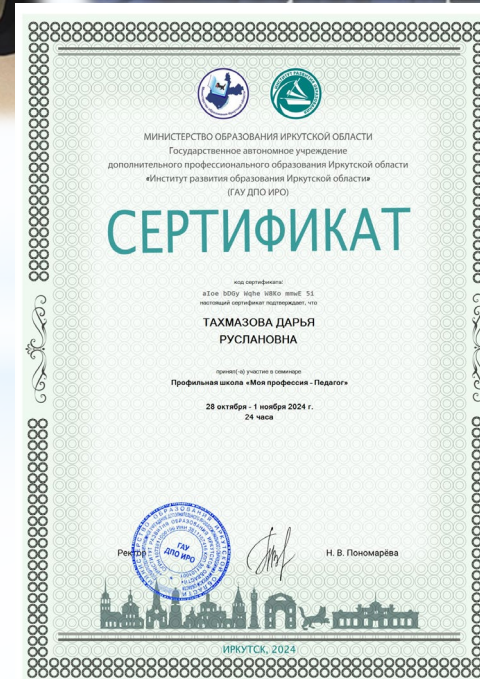 МИНИСТЕРСТВО ОБРАЗОВАНИЯ ИРКУТСКОЙ ОБЛАСТИ
Государственное автономное учреждение
дополнительного профессионального образования Иркутской области
«Институт развития образования Иркутской области»
(ГАУ ДПО ИРО)
СЕРТИФИКАТ
код сертификата:
aIoe bDGy Wqhe WBKo mmwE 5i
настоящий сертификат подтверждает, что
ТАХМАЗОВА ДАРЬЯ
РУСЛАНОВНА
принял(-а) участие в семинаре
Профильная школа «Моя профессия - Педагог»
28 октября - 1 ноября 2024 г.
24 часа
Ректор
ГАУ
ДПО ИРО
Н. В. Пономарёва
ИРКУТСК, 2024